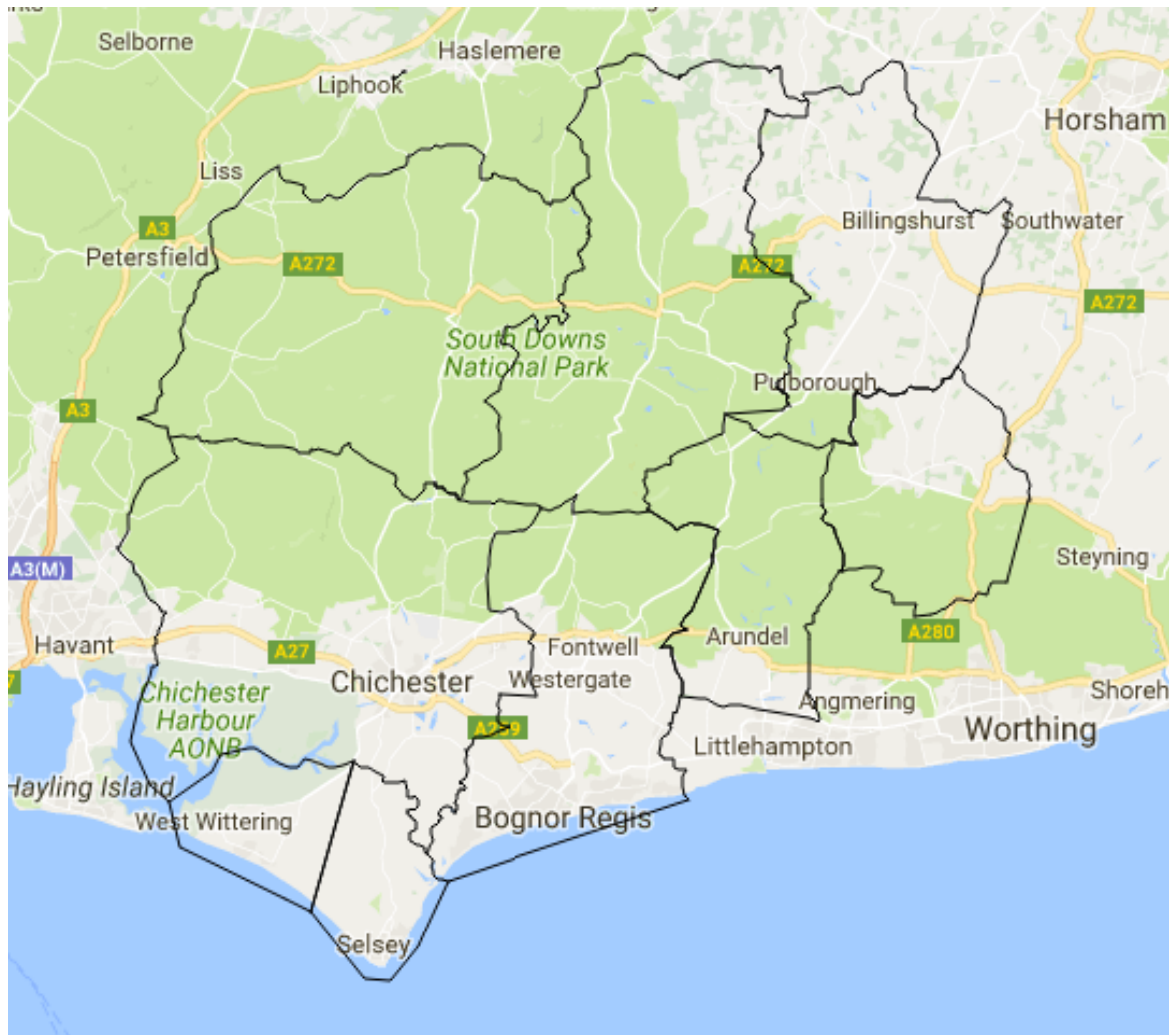 Selborne
Haslemere
Liphook
Horsham
Liss
A3
Billingshurst
Southwater
Petersfield
A272
A272
A272
South Downs
National Park
Pulborough
A3
A3(M)
Steyning
Havant
A27
Fontwell
Arundel
A280
Chichester
Westergate
Chichester
Harbour
AONB
Angmering
Shoreh
Worthing
Littlehampton
Hayling Island
West Wittering
Bognor Regis
Selsey